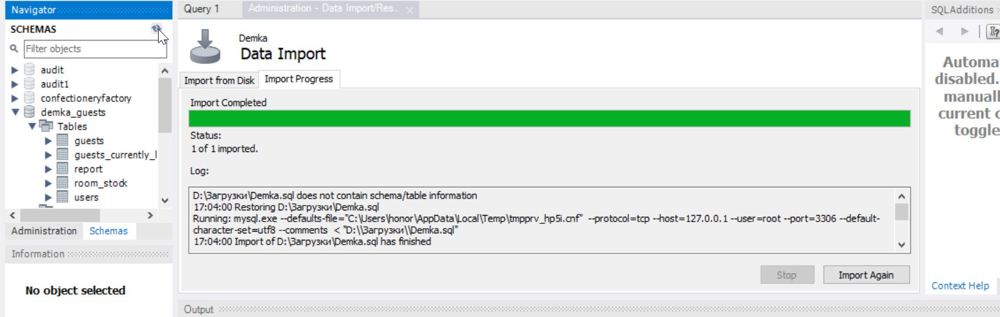 Navigator
SCHEMAS
Filter objects
audit
audit1
confectioneryfactory
demka_guests
Tables
guests
guests_currently_l
report
room_stock
users
Administration
Schemas
Information
No object selected
Query 1
Administration - Data Import/Res...
Demka
Data Import
Import from Disk
Import Progress
Import Completed
Status:
1 of 1 imported.
Log:
D:\Загрузки\Demka.sql does not contain schema/table information
17:04:00 Restoring D:\Загрузки\Demka.sql
Running: mysql.exe --defaults-file="C:\Users\honor\AppData\Local\Temp\tmpprv_hp5i.cnf"  --protocol=tcp --host=127.0.0.1 --user=root --port=3306 --default-
character-set=utf8 --comments  < "D:\\Загрузки\\Demka.sql"
17:04:00 Import of D:\Загрузки\Demka.sql has finished
Stop
Import Again
Output
SQLAdditions
Automa
disabled.
manuall
current c
toggle
Context Help